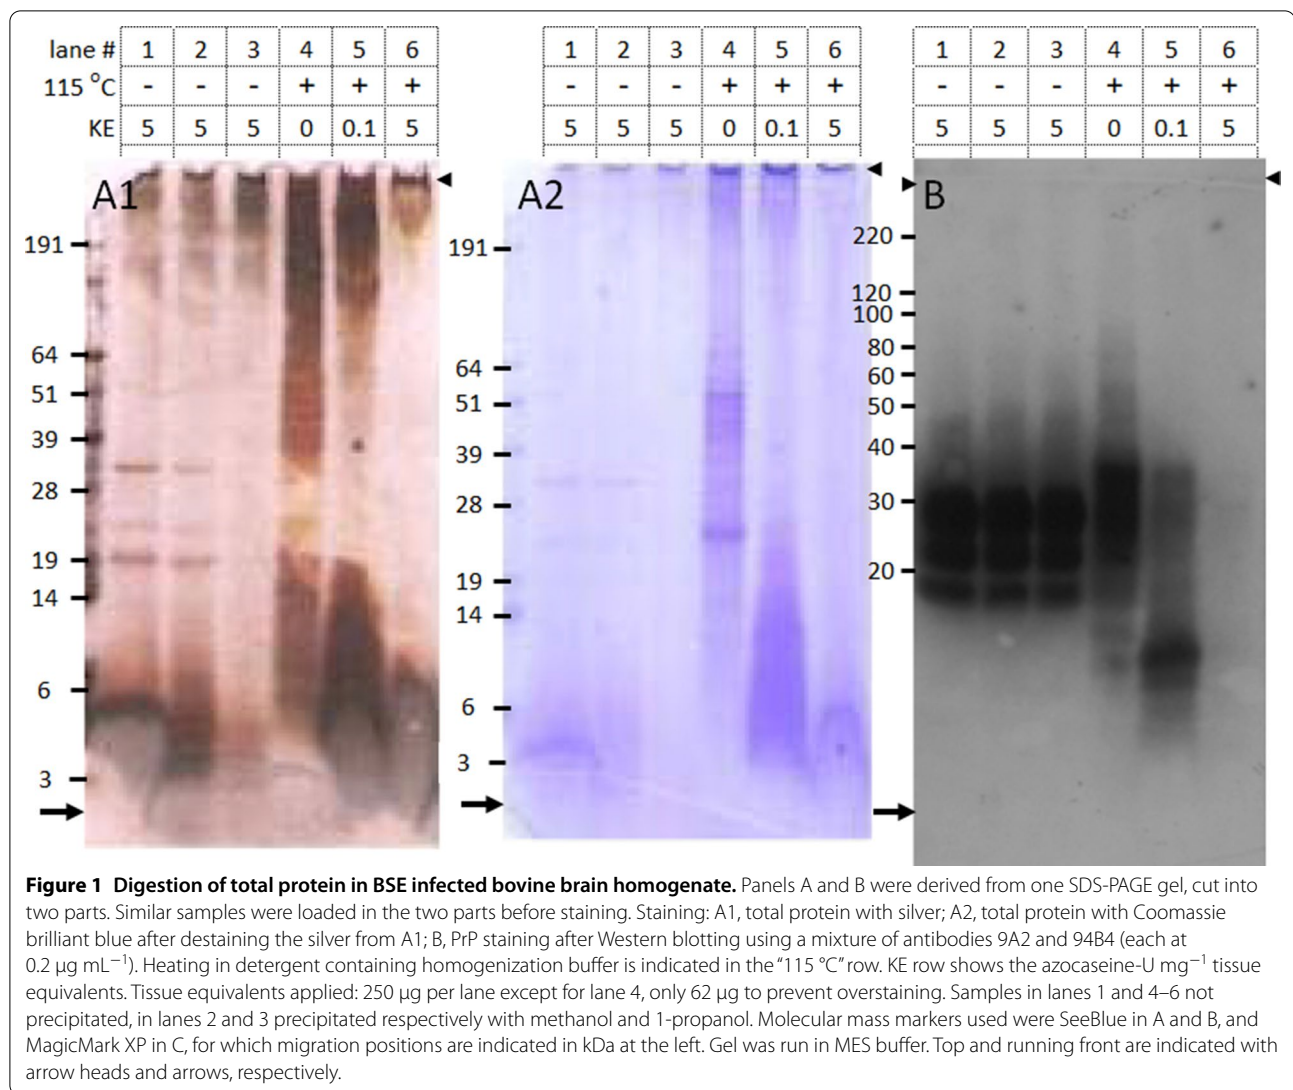 lane # 1 2 3 4 5 6 1 2 3 4 5 6 1 2 3 4 5 6
115 °C - - - + + + - - - + + + - - - + + +
KE 5 5 5 0 0.1 5 5 5 5 0 0.1 5 5 5 5 0 0.1 5
A1
191
64
51
39
28
19
14
6
3
A2
191
64
51
39
28
19
14
6
3
B
220
120
100
80
60
50
40
30
20
Figure 1 Digestion of total protein in BSE infected bovine brain homogenate. Panels A and B were derived from one SDS-PAGE gel, cut into
two parts. Similar samples were loaded in the two parts before staining. Staining: A1, total protein with silver; A2, total protein with Coomassie
brilliant blue after destaining the silver from A1; B, PrP staining after Western blotting using a mixture of antibodies 9A2 and 94B4 (each at
0.2 µg mL⁻¹). Heating in detergent containing homogenization buffer is indicated in the “115 °C” row. KE row shows the azocaseine-U mg⁻¹ tissue
equivalents. Tissue equivalents applied: 250 µg per lane except for lane 4, only 62 µg to prevent overstaining. Samples in lanes 1 and 4–6 not
precipitated, in lanes 2 and 3 precipitated respectively with methanol and 1-propanol. Molecular mass markers used were SeeBlue in A and B, and
MagicMark XP in C, for which migration positions are indicated in kDa at the left. Gel was run in MES buffer. Top and running front are indicated with
arrow heads and arrows, respectively.